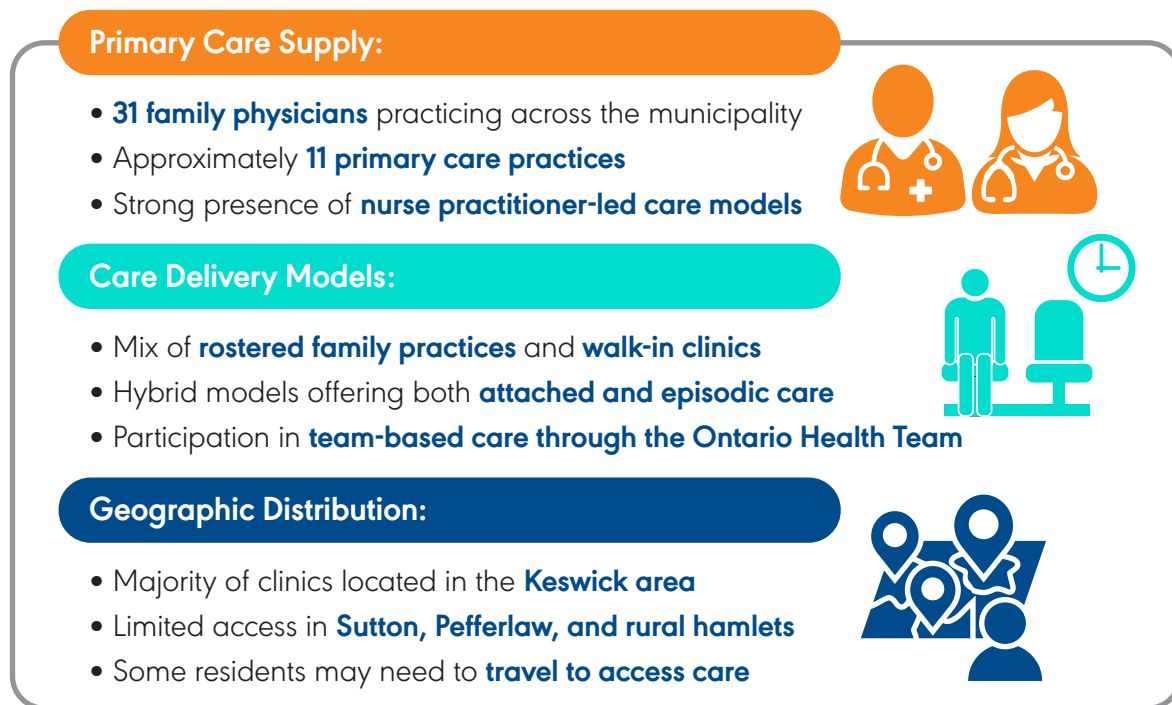 Primary Care Supply:
• 31 family physicians practicing across the municipality
• Approximately 11 primary care practices
• Strong presence of nurse practitioner-led care models
Care Delivery Models:
• Mix of rostered family practices and walk-in clinics
• Hybrid models offering both attached and episodic care
• Participation in team-based care through the Ontario Health Team
Geographic Distribution:
• Majority of clinics located in the Keswick area
• Limited access in Sutton, Pefferlaw, and rural hamlets
• Some residents may need to travel to access care